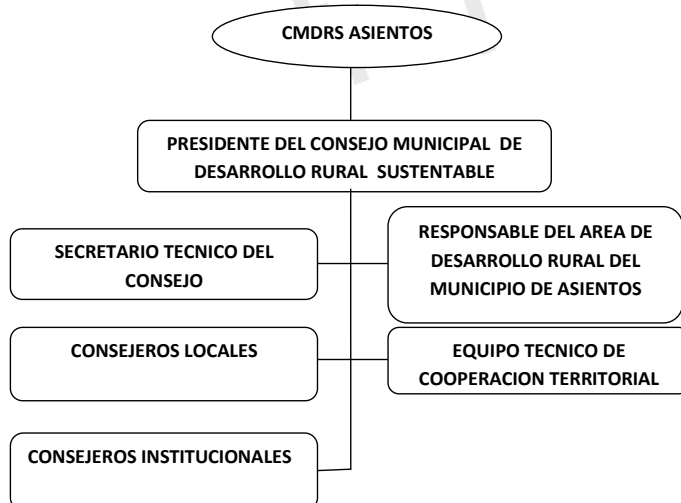 CMDRS ASIENTOS
PRESIDENTE DEL CONSEJO MUNICIPAL DE
DESARROLLO RURAL SUSTENTABLE
SECRETARIO TECNICO DEL
CONSEJO
RESPONSABLE DEL AREA DE
DESARROLLO RURAL DEL
MUNICIPIO DE ASIENTOS
CONSEJEROS LOCALES
EQUIPO TECNICO DE
COOPERACION TERRITORIAL
CONSEJEROS INSTITUCIONALES